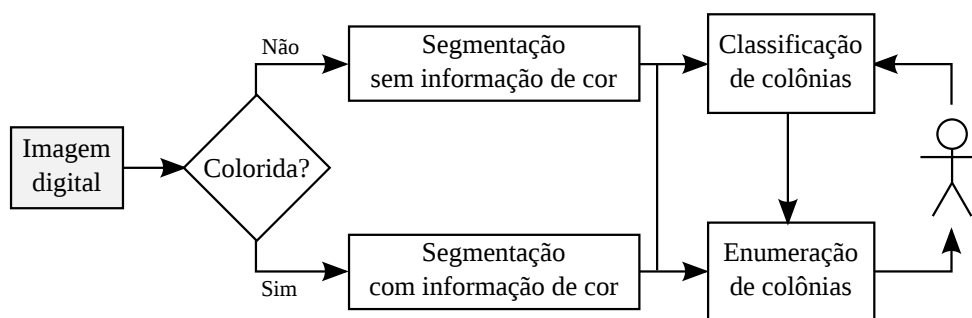 Imagem
digital
Colorida?
Não
Sim
Segmentação
sem informação de cor
Segmentação
com informação de cor
Classificação
de colônias
Enumeração
de colônias